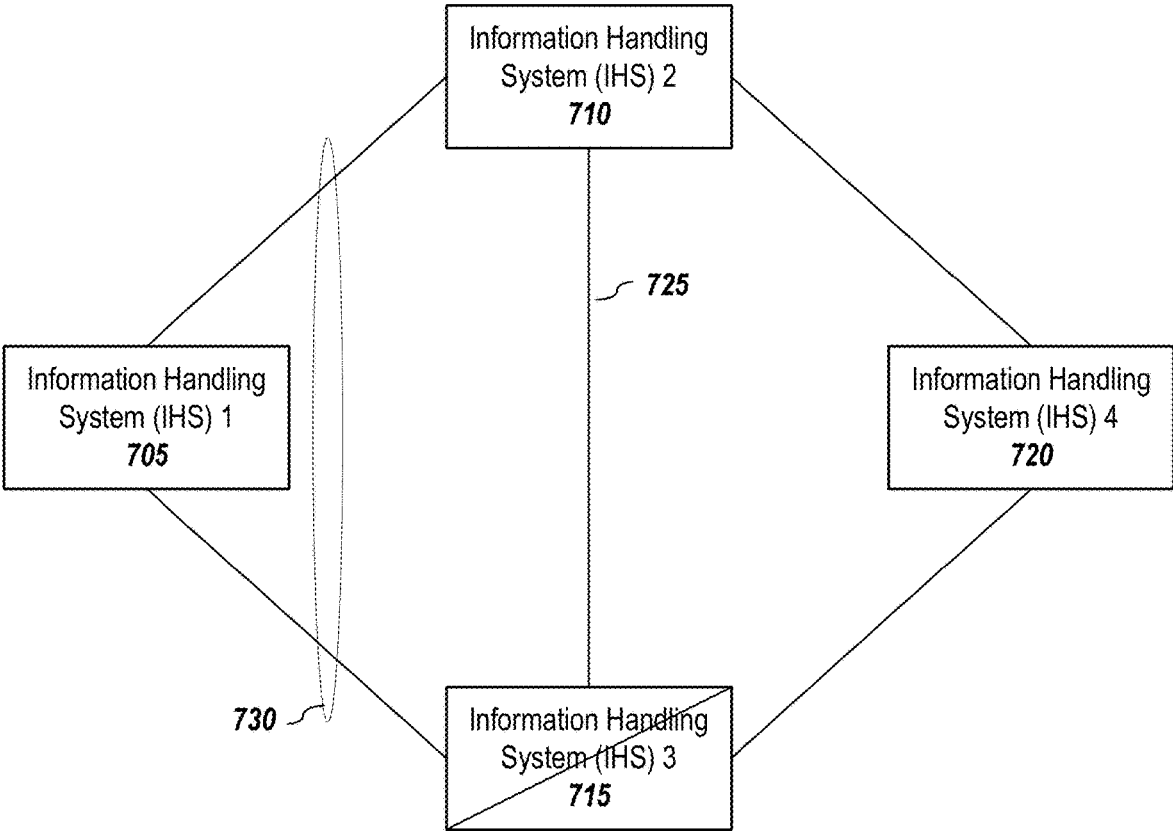 Information Handling
System (IHS) 2
710
725
Information Handling
System (IHS) 1
705
Information Handling
System (IHS) 4
720
730
Information Handling
System (IHS) 3
715